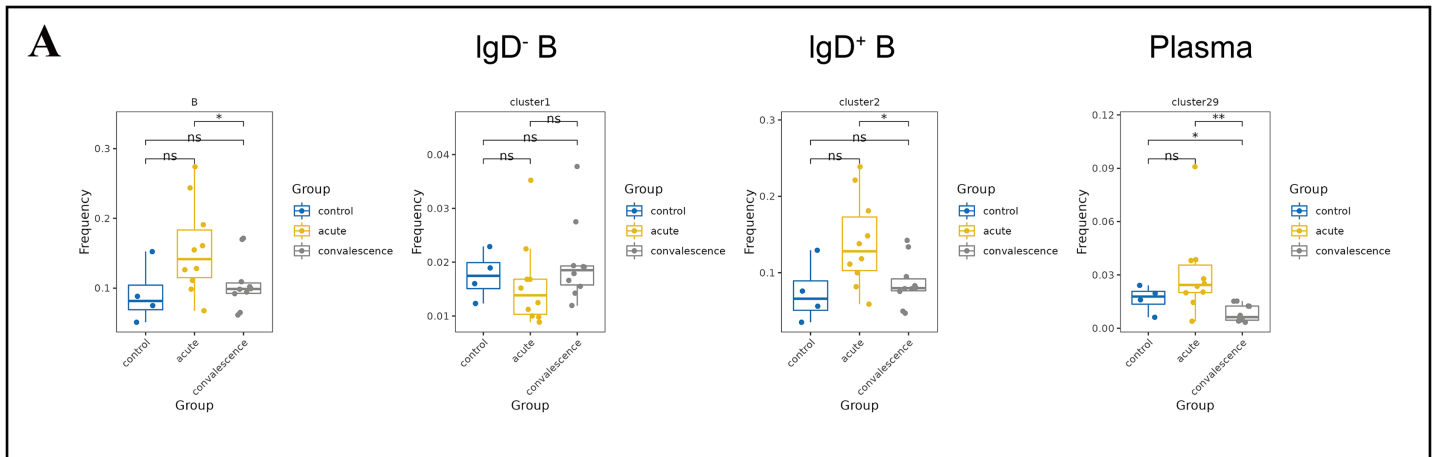 A
IgD- B
IgD+ B
Plasma
B
*
ns
ns
0.3
0.2
0.1
Frequency
control
acute
convalescence
Group
Group
control
acute
convalescence
cluster1
ns
ns
ns
0.04
0.03
0.02
0.01
Frequency
control
acute
convalescence
Group
Group
control
acute
convalescence
cluster2
*
ns
ns
0.3
0.2
0.1
Frequency
control
acute
convalescence
Group
Group
control
acute
convalescence
cluster29
**
*
ns
0.12
0.09
0.06
0.03
0.00
Frequency
control
acute
convalescence
Group
Group
control
acute
convalescence